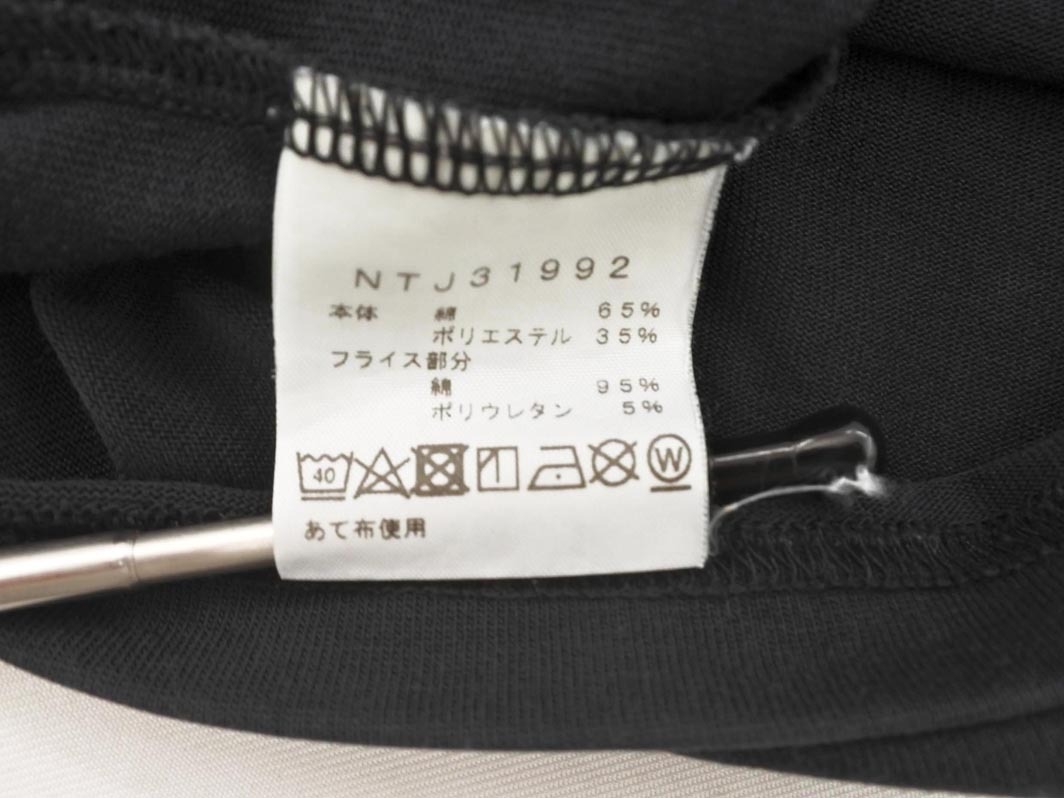 NTJ31992
本体 綿 65%
ポリエステル 35%
フライス部分
綿 95%
ポリウレタン 5%
40 W
あて布使用